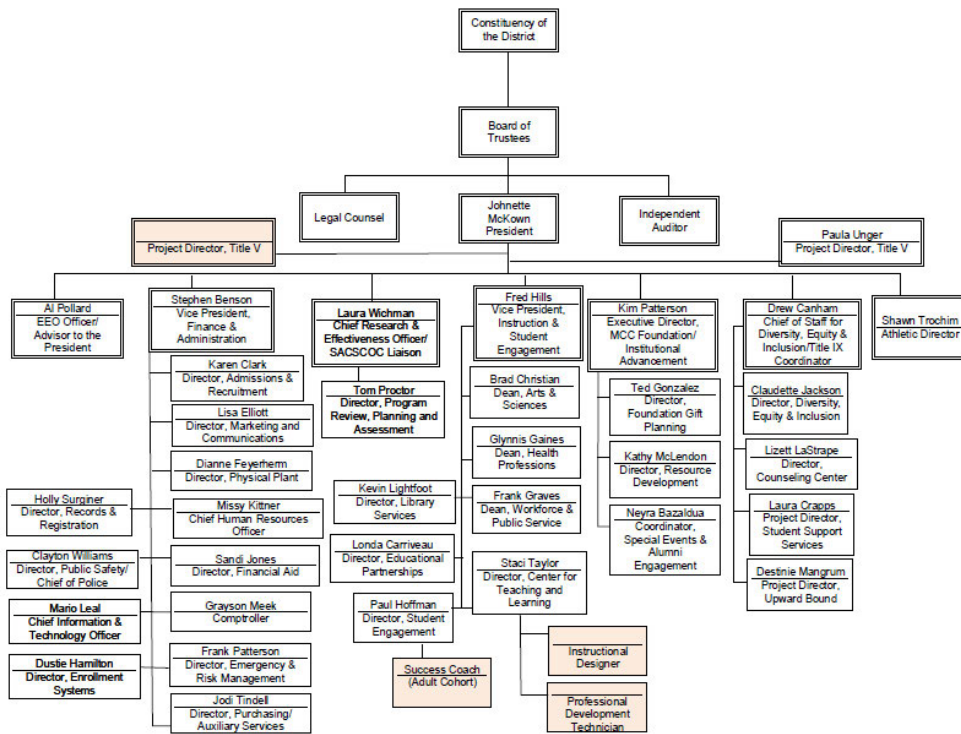 Constituency of
the District
Board of
Trustees
Legal Counsel
Johnette
McKown
President
Independent
Auditor
Project Director, Title V
Paula Unger
Project Director, Title V
Al Pollard
EEO Officer/
Advisor to the
President
Stephen Benson
Vice President,
Finance &
Administration
Laura Wichman
Chief Research &
Effectiveness Officer/
SACSCOC Liaison
Fred Hills
Vice President,
Instruction &
Student
Engagement
Kim Patterson
Executive Director,
MCC Foundation/
Institutional
Advancement
Drew Canham
Chief of Staff for
Diversity, Equity &
Inclusion/Title IX
Coordinator
Shawn Trochim
Athletic Director
Karen Clark
Director, Admissions &
Recruitment
Lisa Elliott
Director, Marketing and
Communications
Dianne Feyerherm
Director, Physical Plant
Holly Surginer
Director, Records &
Registration
Missy Kittner
Chief Human Resources
Officer
Clayton Williams
Director, Public Safety/
Chief of Police
Sandi Jones
Director, Financial Aid
Mario Leal
Chief Information &
Technology Officer
Grayson Meek
Comptroller
Dustie Hamilton
Director, Enrollment
Systems
Frank Patterson
Director, Emergency &
Risk Management
Jodi Tindell
Director, Purchasing/
Auxiliary Services
Tom Proctor
Director, Program
Review, Planning and
Assessment
Brad Christian
Dean, Arts &
Sciences
Glynnis Gaines
Dean, Health
Professions
Kevin Lightfoot
Director, Library
Services
Frank Graves
Dean, Workforce &
Public Service
Londa Carriveau
Director, Educational
Partnerships
Staci Taylor
Director, Center for
Teaching and
Learning
Paul Hoffman
Director, Student
Engagement
Success Coach
(Adult Cohort)
Instructional
Designer
Professional
Development
Technician
Ted Gonzalez
Director,
Foundation Gift
Planning
Kathy McLendon
Director, Resource
Development
Neyra Bazaldua
Coordinator,
Special Events &
Alumni
Engagement
Claudette Jackson
Director, Diversity,
Equity & Inclusion
Lizett LaStrape
Director,
Counseling Center
Laura Crapps
Project Director,
Student Support
Services
Destinie Mangrum
Project Director,
Upward Bound